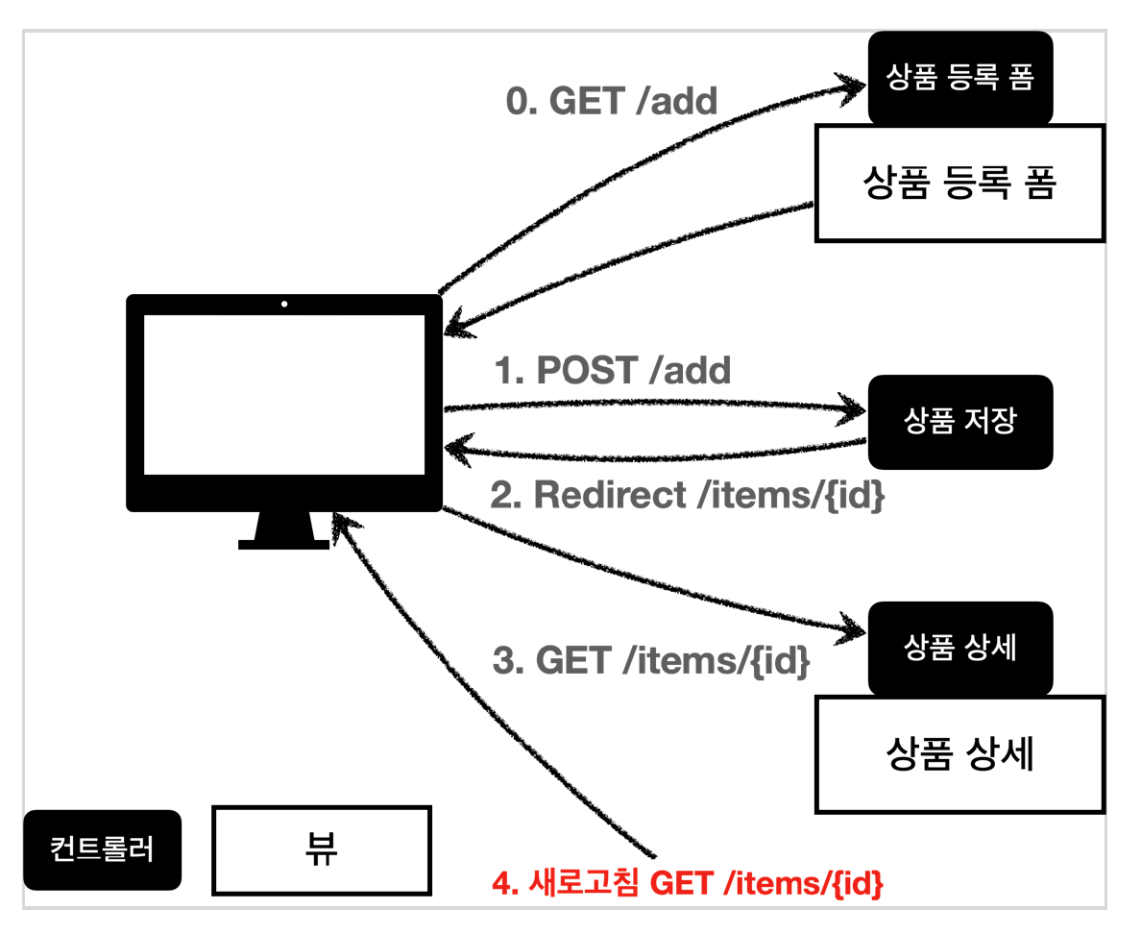 상품 등록 폼
0. GET /add
상품 등록 폼
1. POST /add
상품 저장
2. Redirect /items/{id}
상품 상세
3. GET /items/{id}
상품 상세
컨트롤러
뷰
4. 새로고침 GET /items/{id}